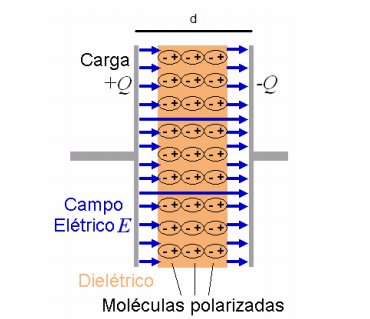 d
Carga
+Q
-Q
- + - + - +
- + - + - +
- + - + - +
- + - + - +
- + - + - +
- + - + - +
- + - + - +
- + - + - +
- + - + - +
Campo
Elétrico E
Dielétrico
Moléculas polarizadas